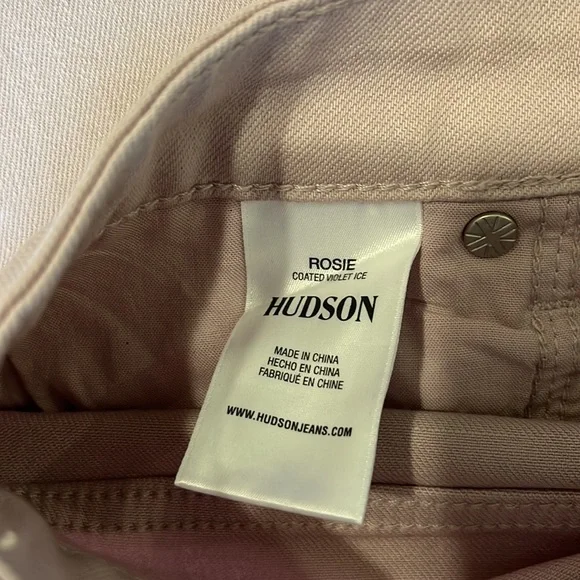 ROSIE
COATED VIOLET ICE
HUDSON
MADE IN CHINA
HECHO EN CHINA
FABRIQUÉ EN CHINE
WWW.HUDSONJEANS.COM